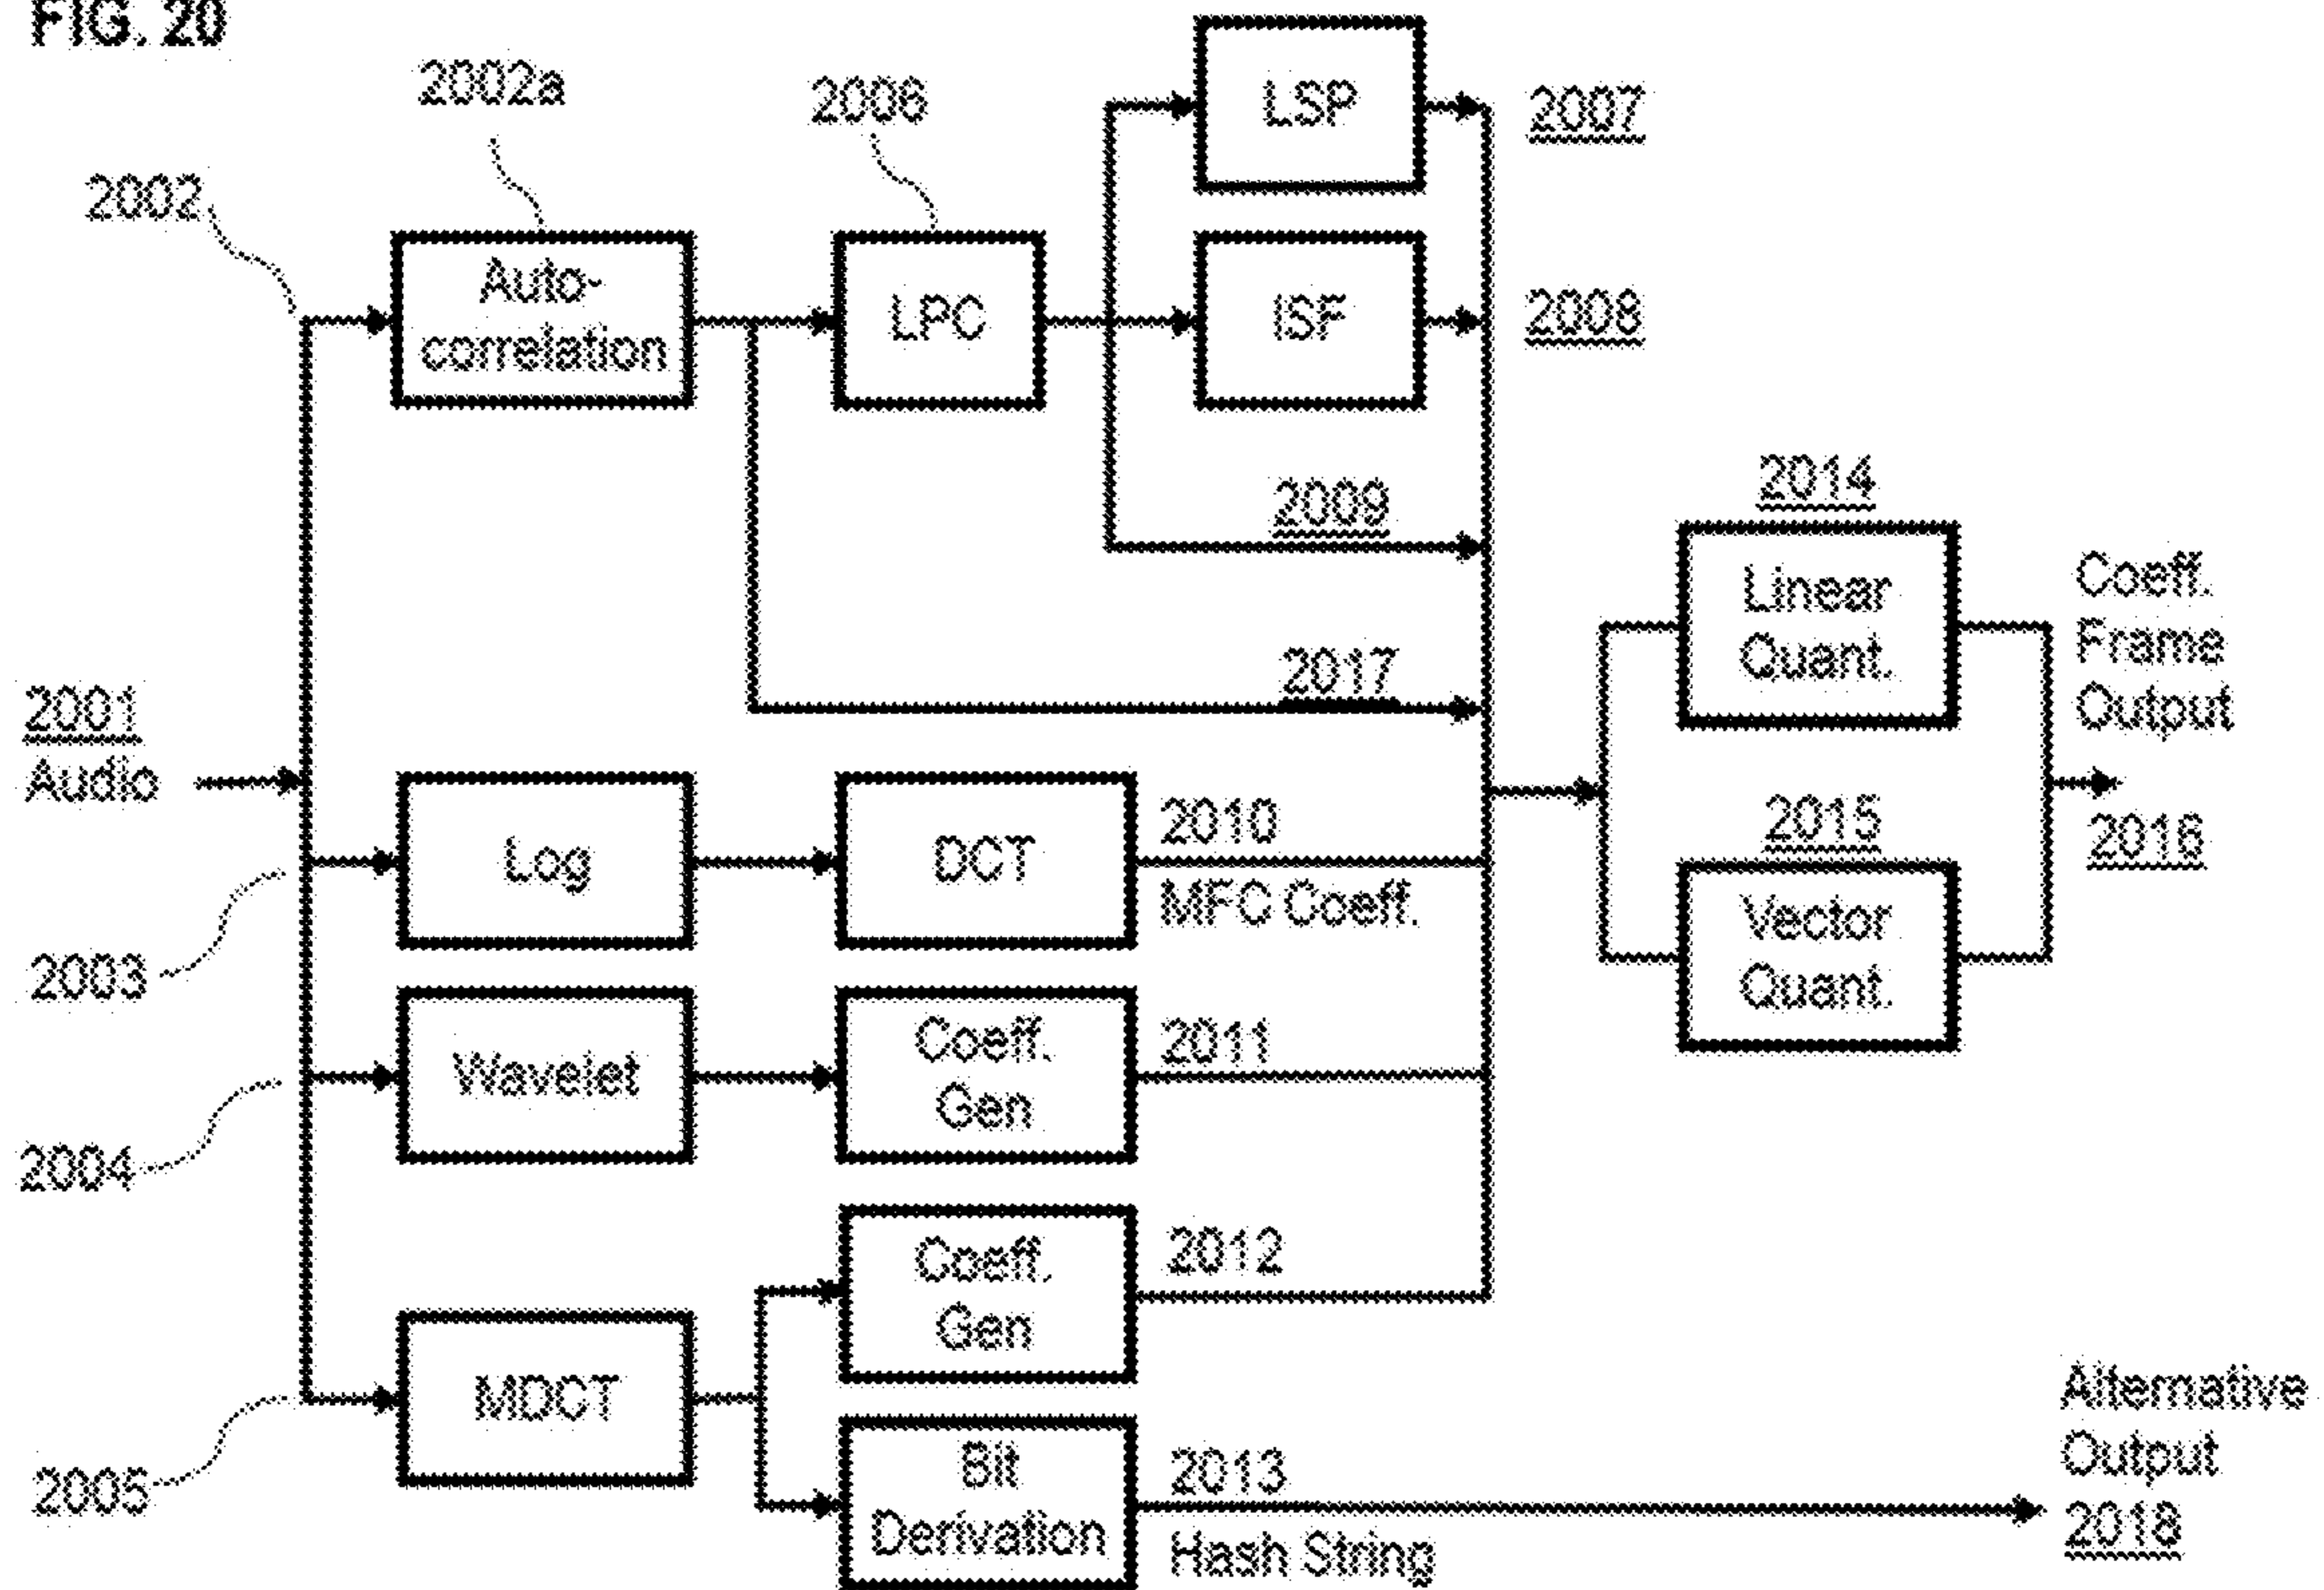 FIG. 20
2002a
2006
LSP
2007
2002
Auto-
correlation
LPC
ISF
2008
2009
2014
Linear
Quant.
Coeff.
Frame
Output
2017
2001
Audio
2015
Vector
Quant.
2016
Log
DCT
2010
MFC Coeff.
2003
Wavelet
Coeff.
Gen
2011
2004
Coeff.
Gen
2012
MDCT
2005
Bit
Derivation
2013
Hash String
Alternative
Output
2018